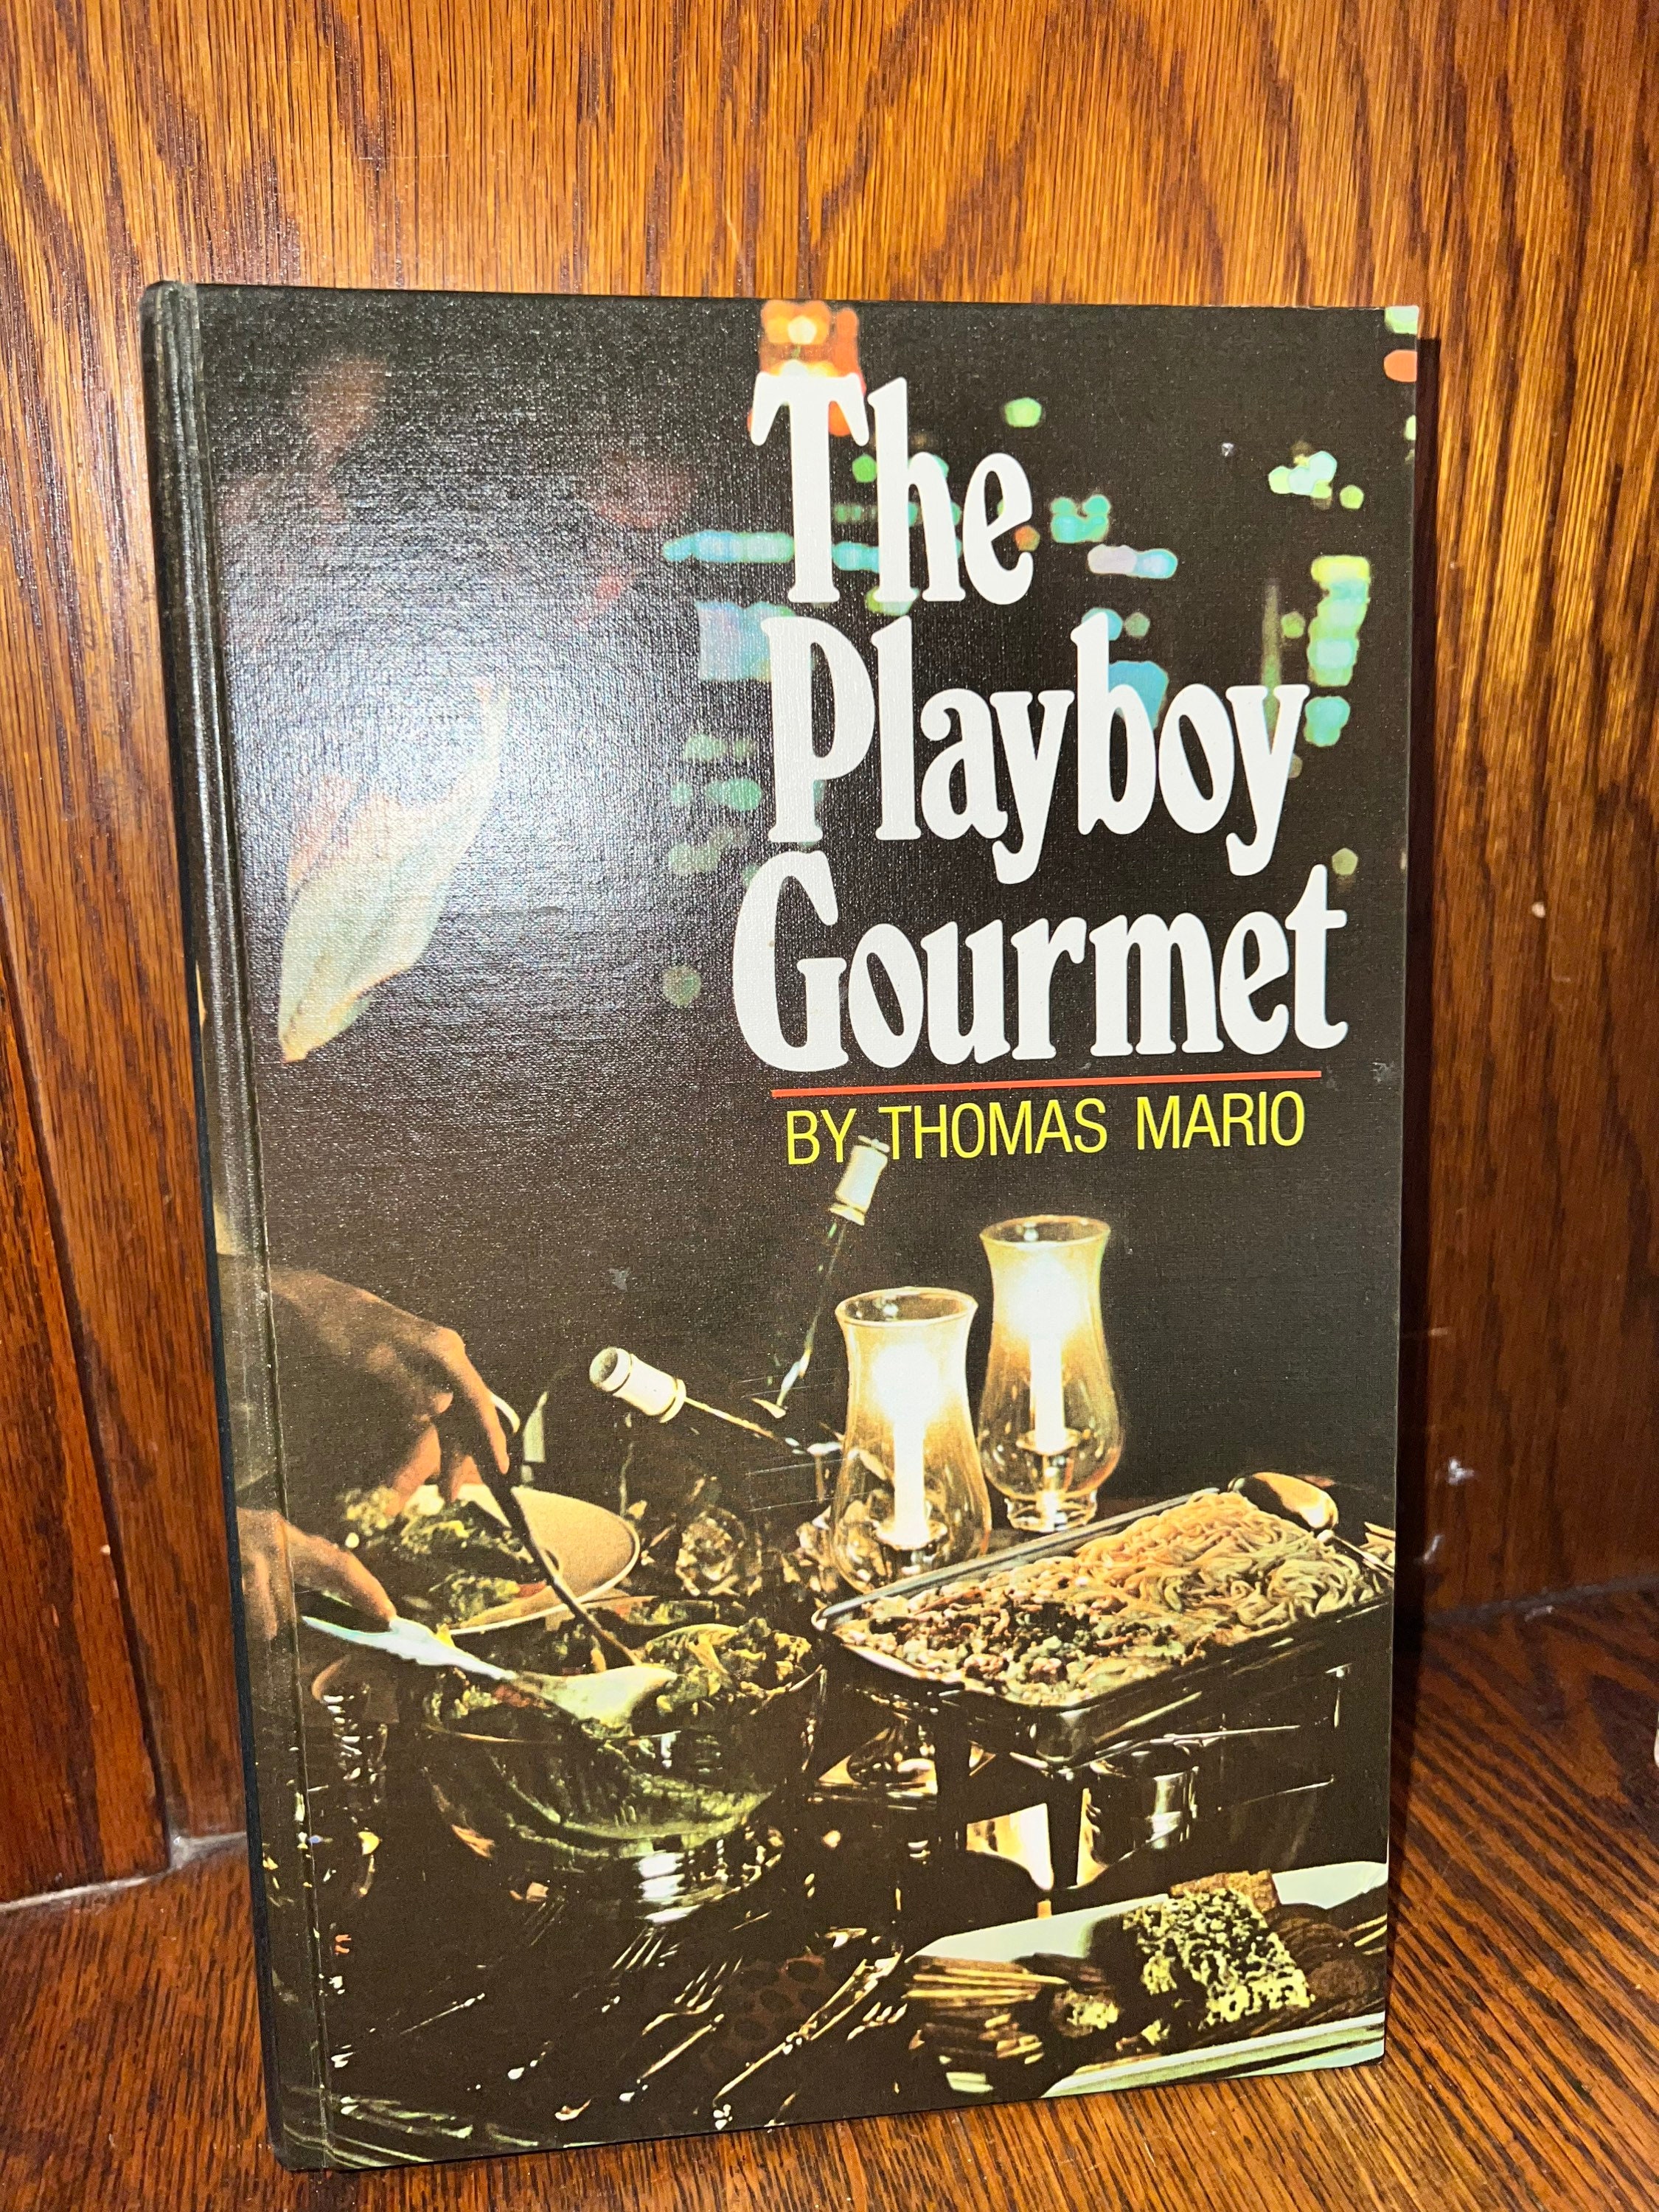 The
Playboy
Gourmet
BY THOMAS MARIO